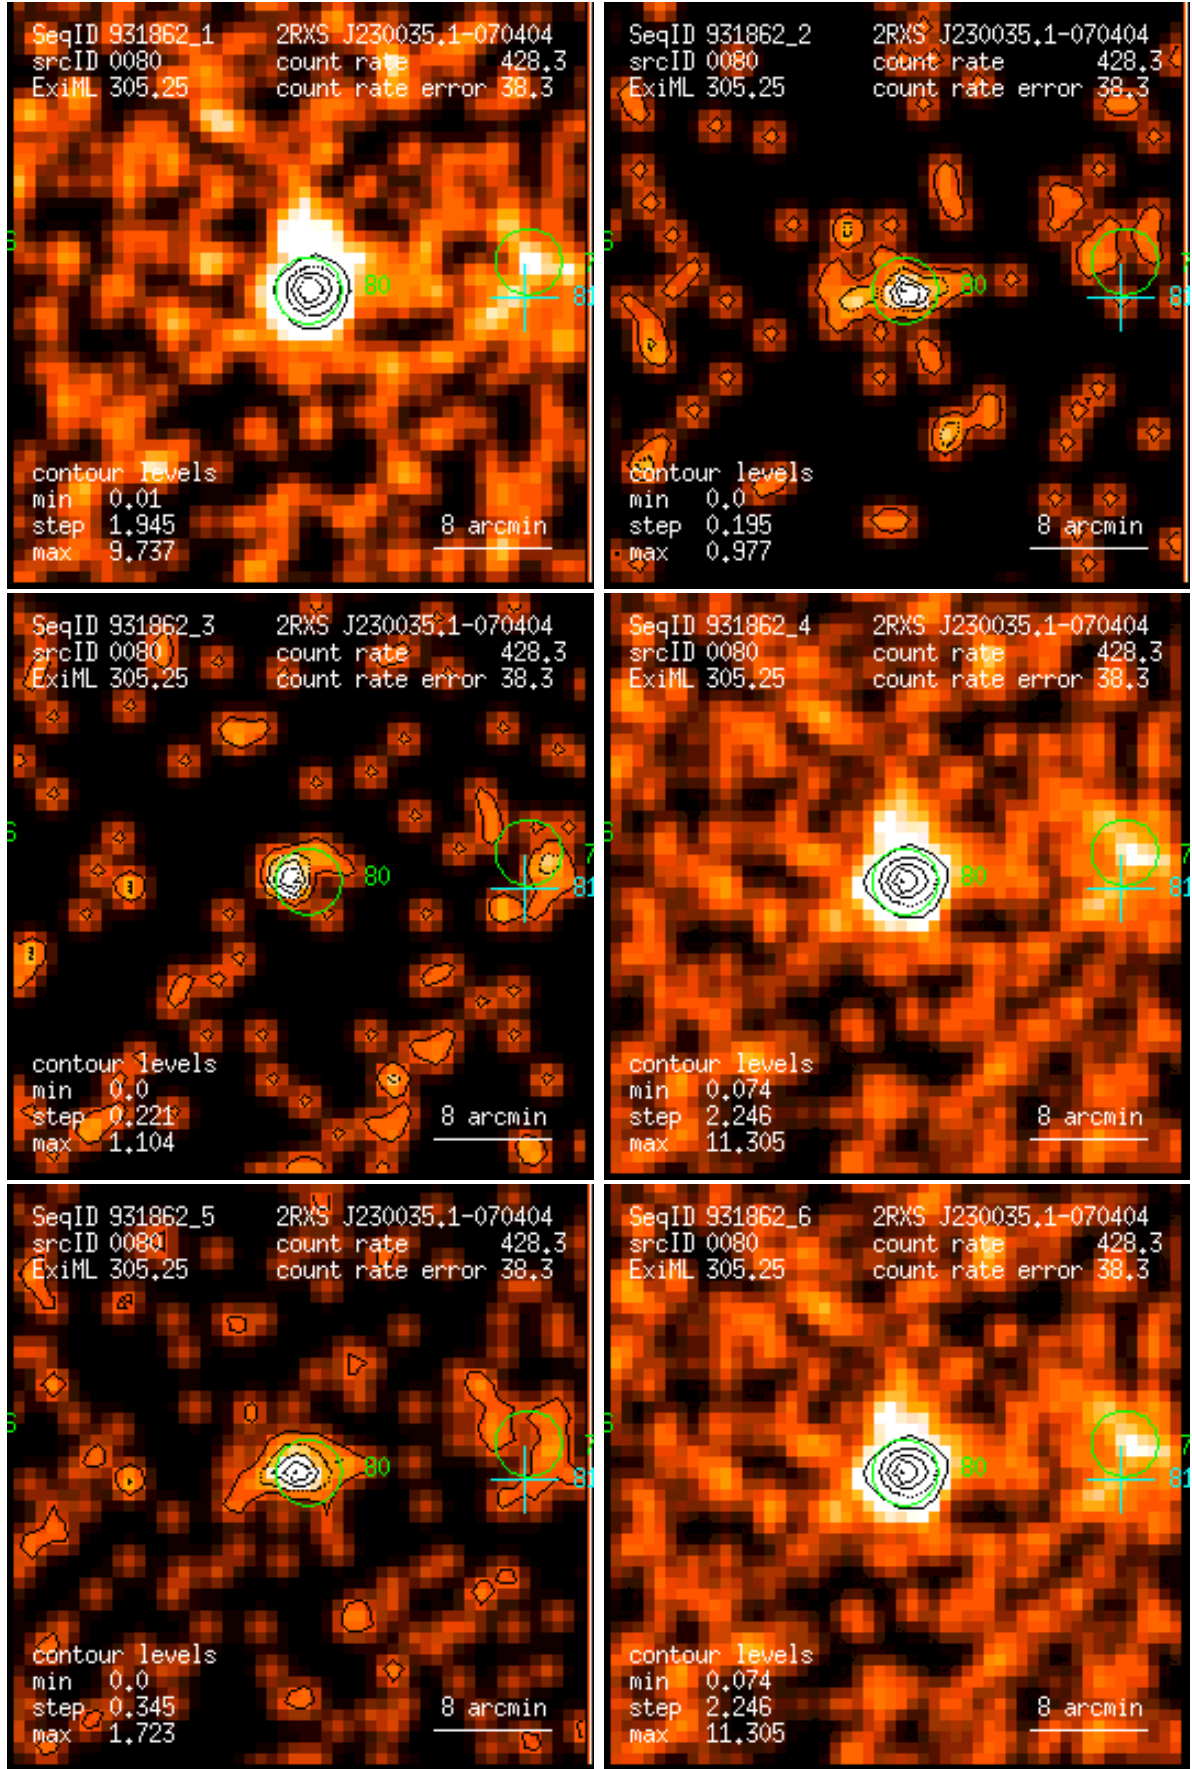 SeqID 931862_1 2RXS J230035.1-070404
srcID 0080 count rate 428.3
ExiML 305.25 count rate error 38.3
80
81
contour levels
min 0.01
step 1.945
max 9.737
8 arcmin
SeqID 931862_2 2RXS J230035.1-070404
srcID 0080 count rate 428.3
ExiML 305.25 count rate error 38.3
80
81
contour levels
min 0.0
step 0.195
max 0.977
8 arcmin
SeqID 931862_3 2RXS J230035.1-070404
srcID 0080 count rate 428.3
ExiML 305.25 count rate error 38.3
80
81
contour levels
min 0.0
step 0.221
max 1.104
8 arcmin
SeqID 931862_4 2RXS J230035.1-070404
srcID 0080 count rate 428.3
ExiML 305.25 count rate error 38.3
80
81
contour levels
min 0.074
step 2.246
max 11.305
8 arcmin
SeqID 931862_5 2RXS J230035.1-070404
srcID 0080 count rate 428.3
ExiML 305.25 count rate error 38.3
80
81
contour levels
min 0.0
step 0.345
max 1.723
8 arcmin
SeqID 931862_6 2RXS J230035.1-070404
srcID 0080 count rate 428.3
ExiML 305.25 count rate error 38.3
80
81
contour levels
min 0.074
step 2.246
max 11.305
8 arcmin